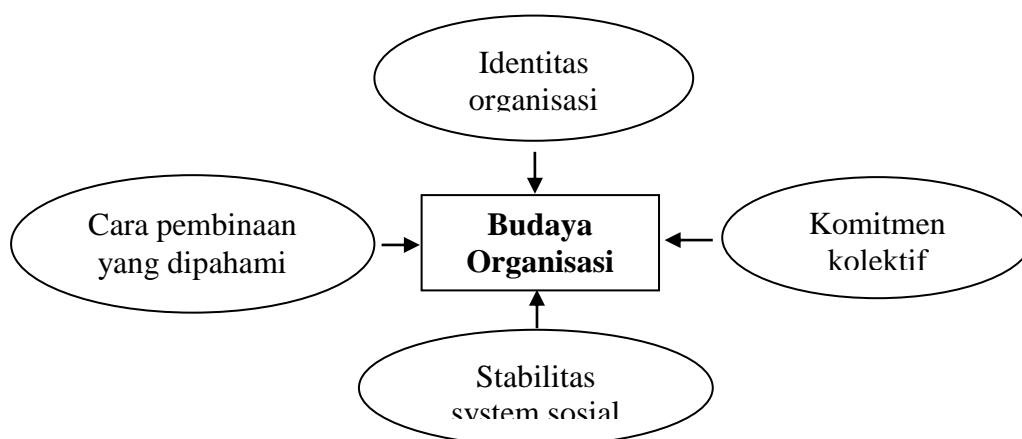 Identitas
organisasi
Cara pembinaan
yang dipahami
Budaya
Organisasi
Komitmen
kolektif
Stabilitas
system sosial